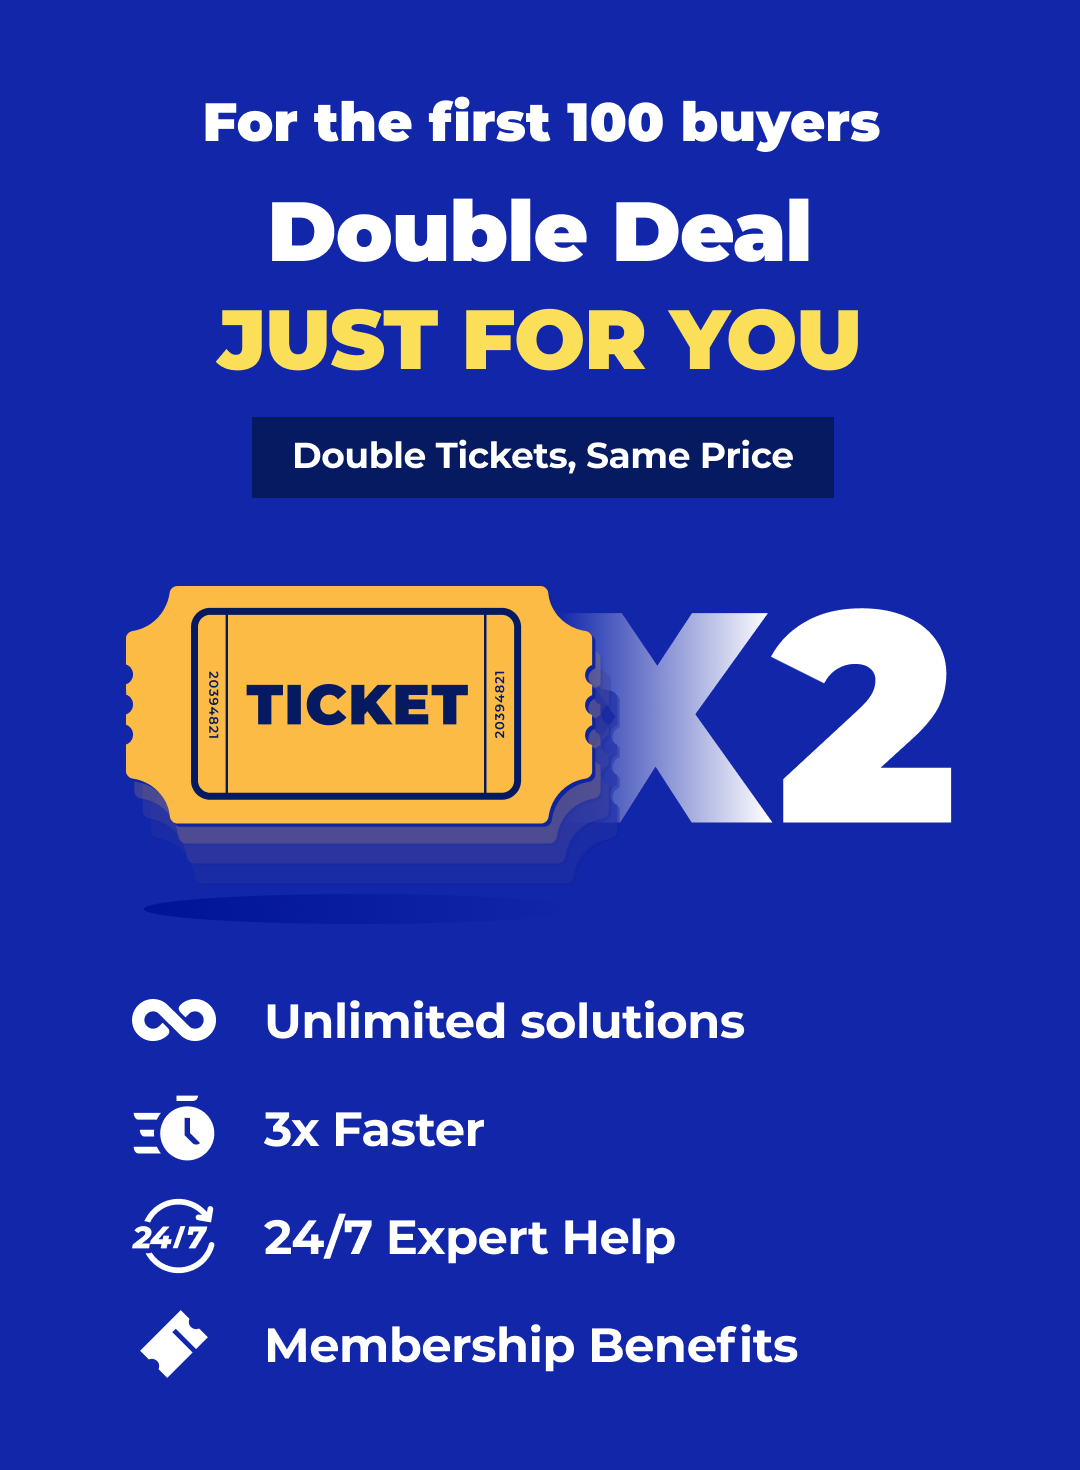 For the first 100 buyers
Double Deal
JUST FOR YOU
Double Tickets, Same Price
20394821
TICKET
20394821
X2
Unlimited solutions
3x Faster
24/7
24/7 Expert Help
Membership Benefits